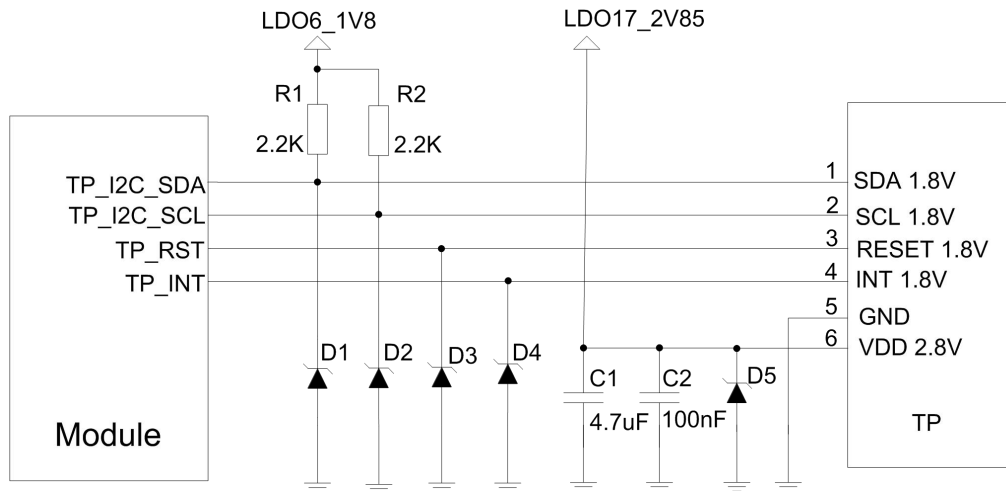 LDO6_1V8
LDO17_2V85
R1
R2
2.2K
2.2K
TP_I2C_SDA
1
SDA 1.8V
TP_I2C_SCL
2
SCL 1.8V
TP_RST
3
RESET 1.8V
TP_INT
4
INT 1.8V
5
GND
6
VDD 2.8V
D1
D2
D3
D4
C1
C2
D5
4.7uF
100nF
Module
TP